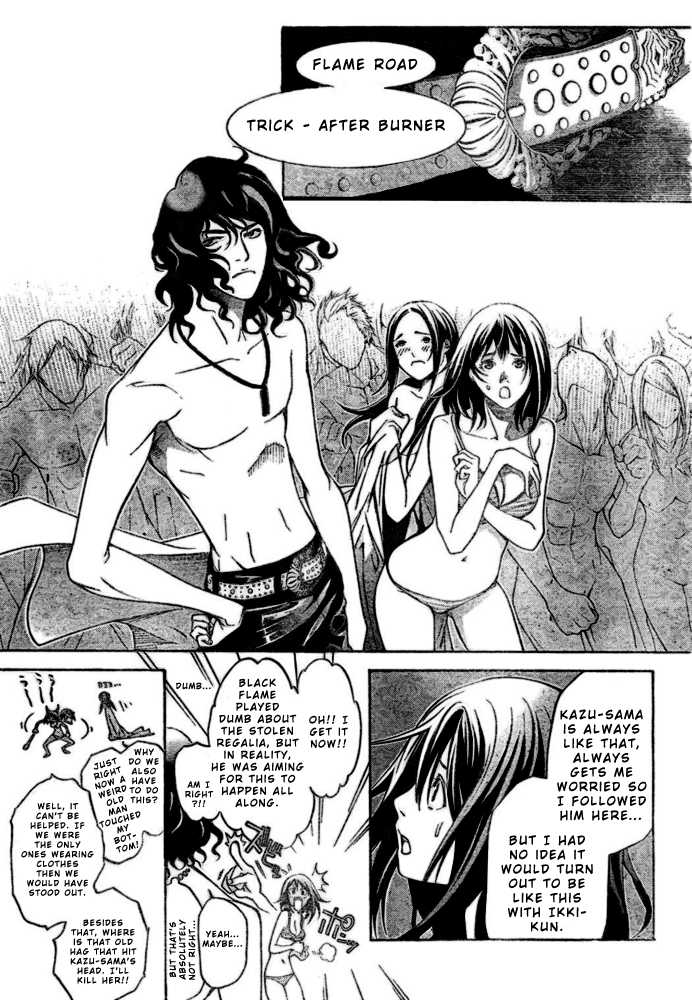 FLAME ROAD
TRICK - AFTER BURNER
KAZU-SAMA
IS ALWAYS
LIKE THAT,
ALWAYS
GETS ME
WORRIED SO
I FOLLOWED
HIM HERE...
BUT I HAD
NO IDEA IT
WOULD TURN
OUT TO BE
LIKE THIS
WITH IKKI-
KUN.
OH!! I
GET IT
NOW!!
BLACK
FLAME
PLAYED
DUMB ABOUT
THE STOLEN
REGALIA, BUT
IN REALITY,
HE WAS AIMING
FOR THIS TO
HAPPEN ALL
ALONG.
DUMB...
AM I
RIGHT
?!!
YEAH...
MAYBE...
BUT THAT'S
ABSOLUTELY
NOT RIGHT...
WHY
DO WE
ALSO
HAVE
TO DO
THIS?
JUST
RIGHT
NOW A
WEIRD
OLD
MAN
TOUCHED
MY
BOT-
TOM!
WELL, IT
CAN'T BE
HELPED. IF
WE WERE
THE ONLY
ONES WEARING
CLOTHES
THEN WE
WOULD HAVE
STOOD OUT.
BESIDES
THAT, WHERE
IS THAT OLD
HAG THAT HIT
KAZU-SAMA'S
HEAD. I'LL
KILL HER!!